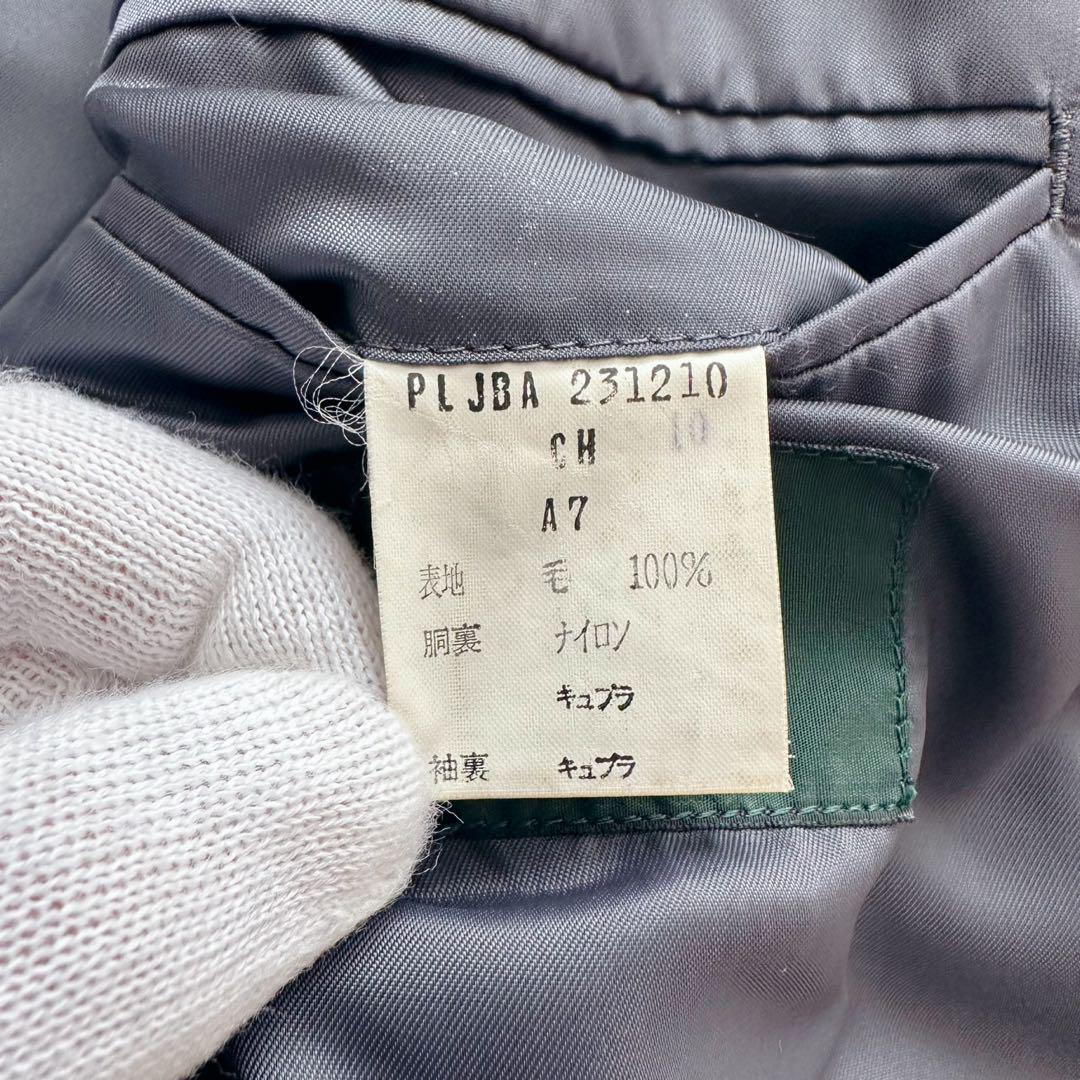 PLJBA 231210
CH 10
A7
表地 毛 100%
胴裏 ナイロン
キュプラ
袖裏 キュプラ